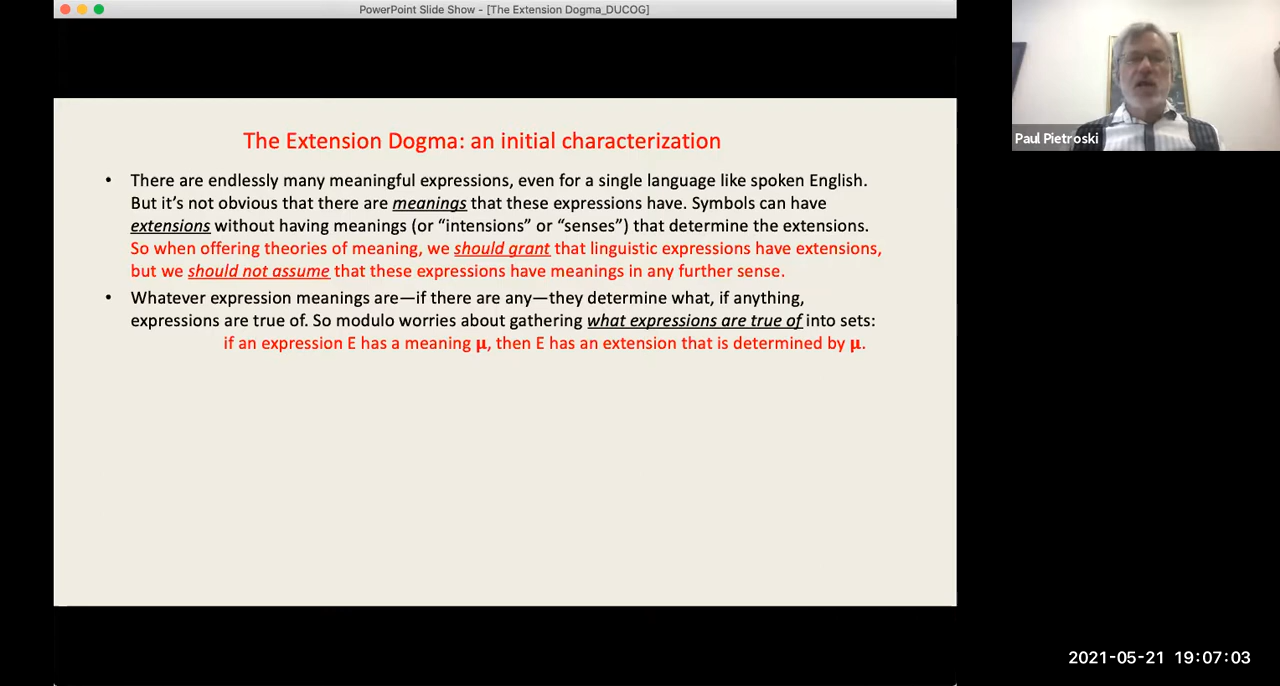 PowerPoint Slide Show - [The Extension Dogma_DUCOG]
The Extension Dogma: an initial characterization
• There are endlessly many meaningful expressions, even for a single language like spoken English.
But it's not obvious that there are meanings that these expressions have. Symbols can have
extensions without having meanings (or “intensions” or “senses”) that determine the extensions.
So when offering theories of meaning, we should grant that linguistic expressions have extensions,
but we should not assume that these expressions have meanings in any further sense.
• Whatever expression meanings are—if there are any—they determine what, if anything,
expressions are true of. So modulo worries about gathering what expressions are true of into sets:
if an expression E has a meaning μ, then E has an extension that is determined by μ.
Paul Pietroski
2021-05-21 19:07:03